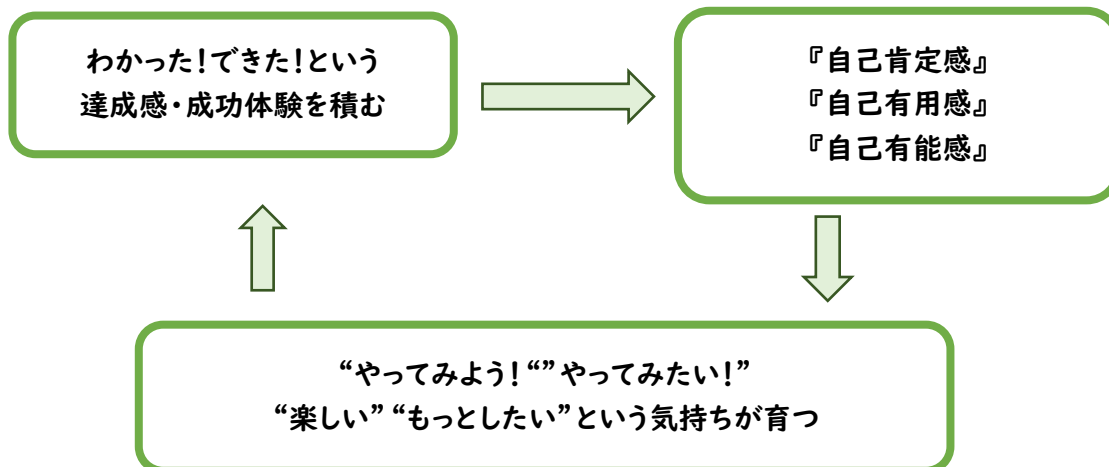 わかった！できた！という
達成感・成功体験を積む
『自己肯定感』
『自己有用感』
『自己有能感』
“やってみよう！“”やってみたい！”
“楽しい”“もっとしたい”という気持ちが育つ